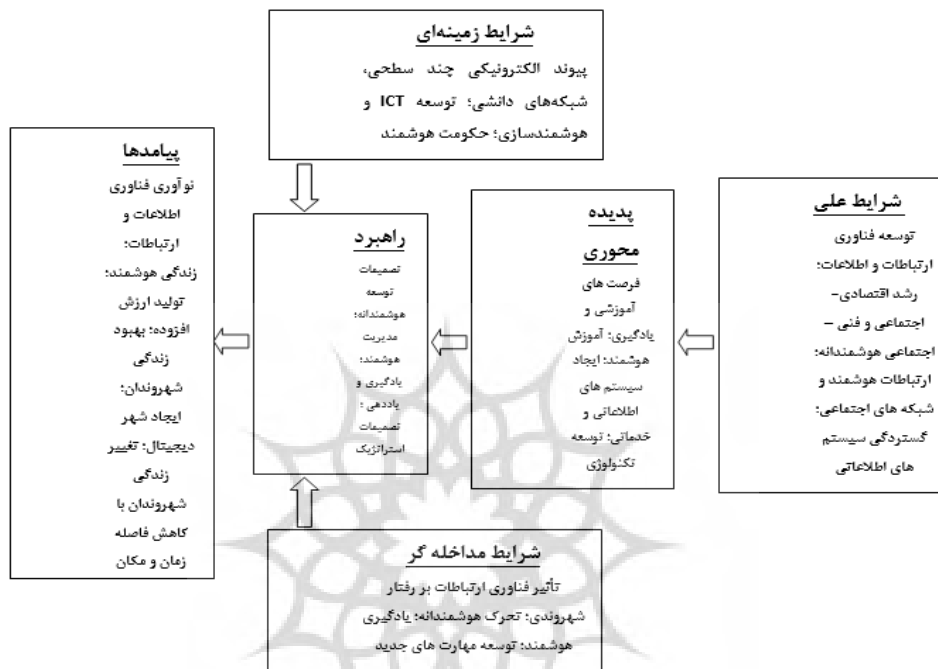 شرایط زمینه‌ای
پیوند الکترونیکی چند سطحی،
شبکه‌های دانشی؛ توسعه ICT و
هوشمندسازی؛ حکومت هوشمند
شرایط علی
توسعه فناوری
ارتباطات و اطلاعات؛
رشد اقتصادی-
اجتماعی و فنی –
اجتماعی هوشمندانه؛
ارتباطات هوشمند و
شبکه های اجتماعی؛
گستردگی سیستم
های اطلاعاتی
پدیده
محوری
فرصت های
آموزشی و
یادگیری؛ آموزش
هوشمند؛ ایجاد
سیستم های
اطلاعاتی و
خدماتی؛ توسعه
تکنولوژی
راهبرد
تصمیمات
توسعه
هوشمندانه؛
مدیریت
هوشمند؛
یادگیری و
یاددهی ؛
تصمیمات
استراتژیک
پیامدها
نوآوری فناوری
اطلاعات و
ارتباطات؛
زندگی هوشمند؛
تولید ارزش
افزوده؛ بهبود
زندگی
شهروندان؛
ایجاد شهر
دیجیتال؛ تغییر
زندگی
شهروندان با
کاهش فاصله
زمان و مکان
شرایط مداخله گر
تأثیر فناوری ارتباطات بر رفتار
شهروندی؛ تحرک هوشمندانه؛ یادگیری
هوشمند؛ توسعه مهارت های جدید